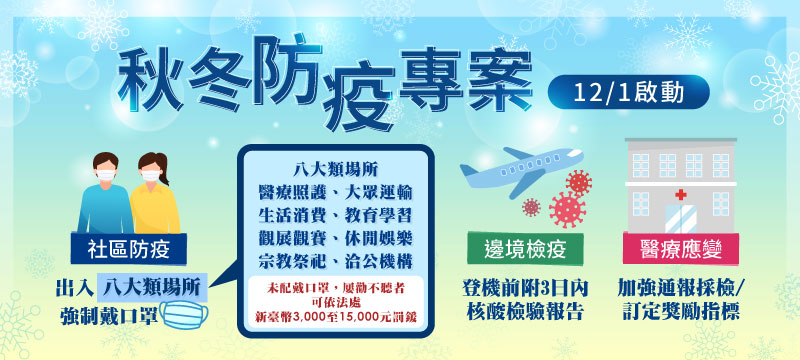 秋冬防疫專案
12/1啟動
社區防疫
出入 八大類場所
強制戴口罩
八大類場所
醫療照護、大眾運輸
生活消費、教育學習
觀展觀賽、休閒娛樂
宗教祭祀、洽公機構
未配戴口罩，屢勸不聽者
可依法處
新臺幣3,000至15,000元罰鍰
邊境檢疫
登機前附3日內
核酸檢驗報告
醫療應變
加強通報採檢/
訂定獎勵指標